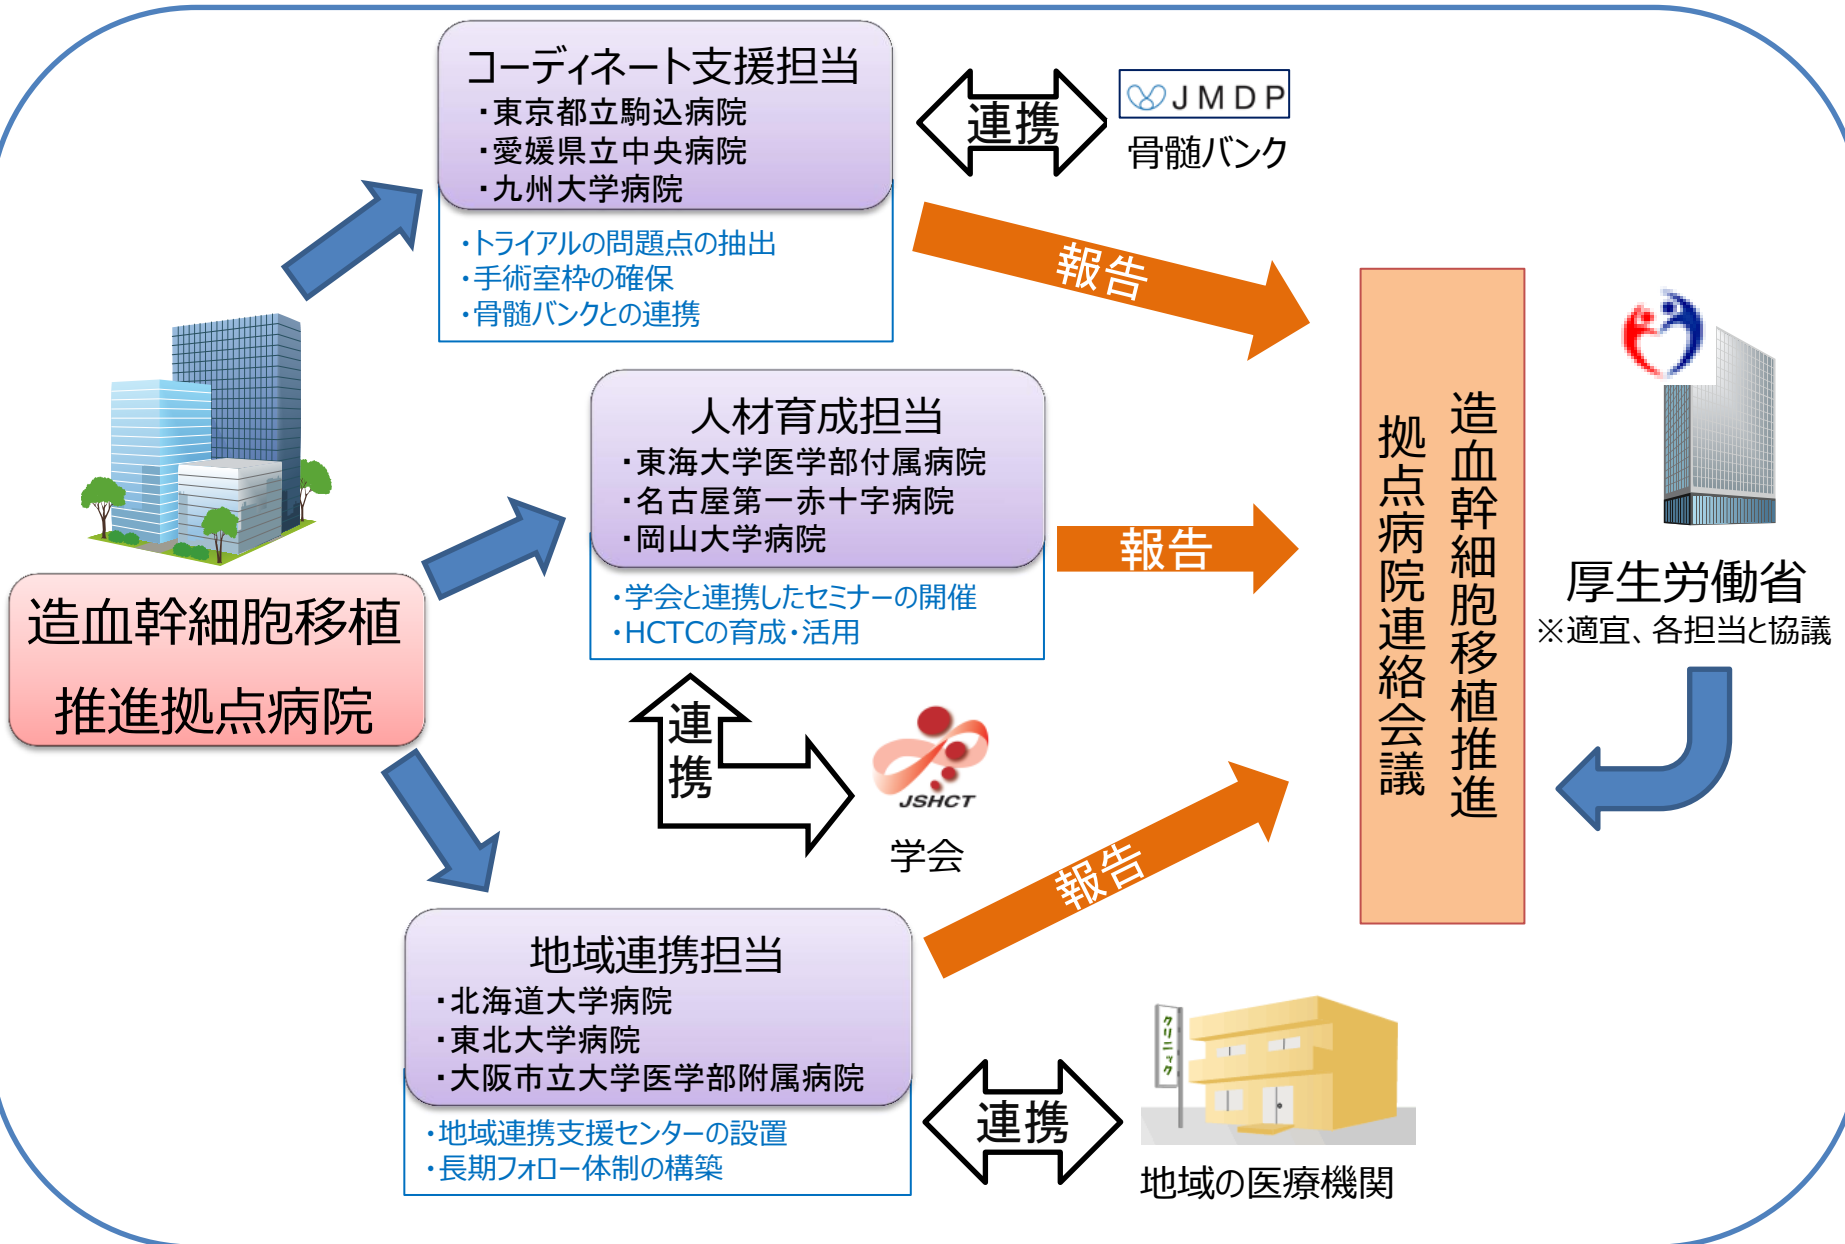 コーディネート支援担当
・東京都立駒込病院
・愛媛県立中央病院
・九州大学病院
・トライアルの問題点の抽出
・手術室枠の確保
・骨髄バンクとの連携
連携
JMDP
骨髄バンク
報告
人材育成担当
・東海大学医学部付属病院
・名古屋第一赤十字病院
・岡山大学病院
・学会と連携したセミナーの開催
・HCTCの育成・活用
報告
連携
JSHCT
学会
造血幹細胞移植
推進拠点病院
地域連携担当
・北海道大学病院
・東北大学病院
・大阪市立大学医学部附属病院
・地域連携支援センターの設置
・長期フォロー体制の構築
報告
連携
クリニック
地域の医療機関
造血幹細胞移植推進
拠点病院連絡会議
厚生労働省
※適宜、各担当と協議